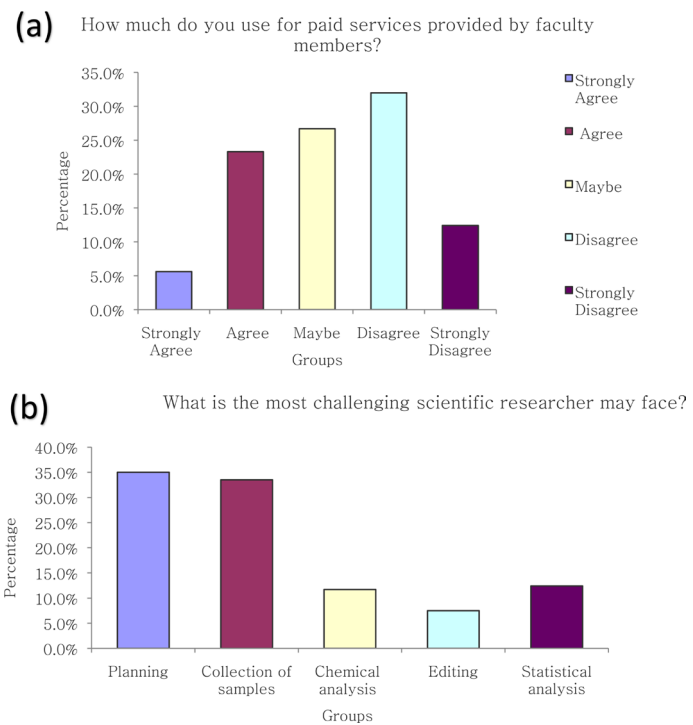 (a)
How much do you use for paid services provided by faculty
members?
35.0%
30.0%
25.0%
20.0%
15.0%
10.0%
5.0%
0.0%
Percentage
Strongly Agree
Agree
Maybe
Disagree
Strongly Disagree
Groups
Strongly
Agree
Agree
Maybe
Disagree
Strongly
Disagree
(b)
What is the most challenging scientific researcher may face?
40.0%
35.0%
30.0%
25.0%
20.0%
15.0%
10.0%
5.0%
0.0%
Percentage
Planning
Collection of samples
Chemical analysis
Editing
Statistical analysis
Groups